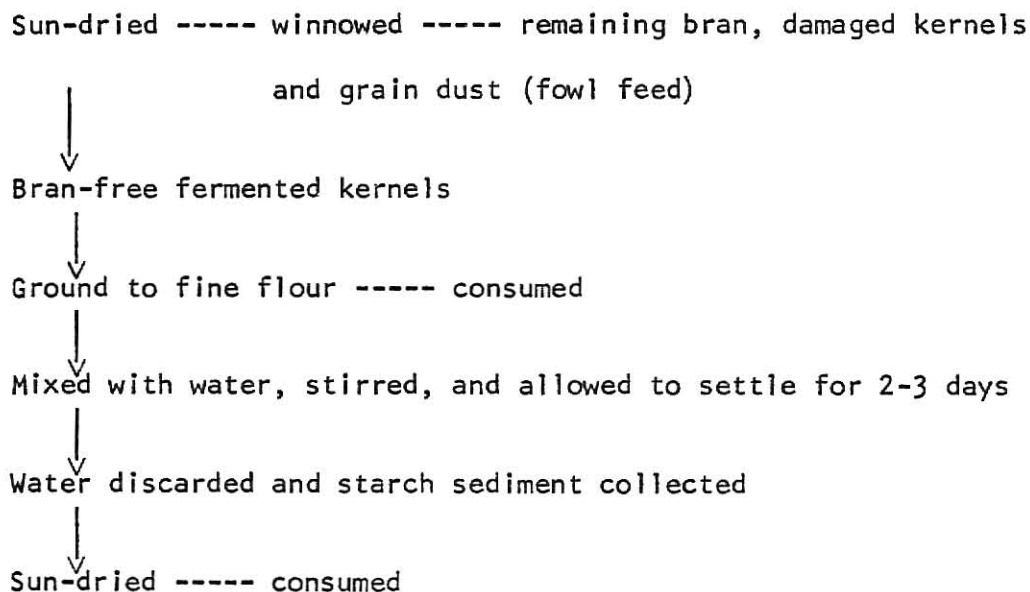 Sun-dried ----- winnowed ----- remaining bran, damaged kernels
and grain dust (fowl feed)
Bran-free fermented kernels
Ground to fine flour ----- consumed
Mixed with water, stirred, and allowed to settle for 2-3 days
Water discarded and starch sediment collected
Sun-dried ----- consumed